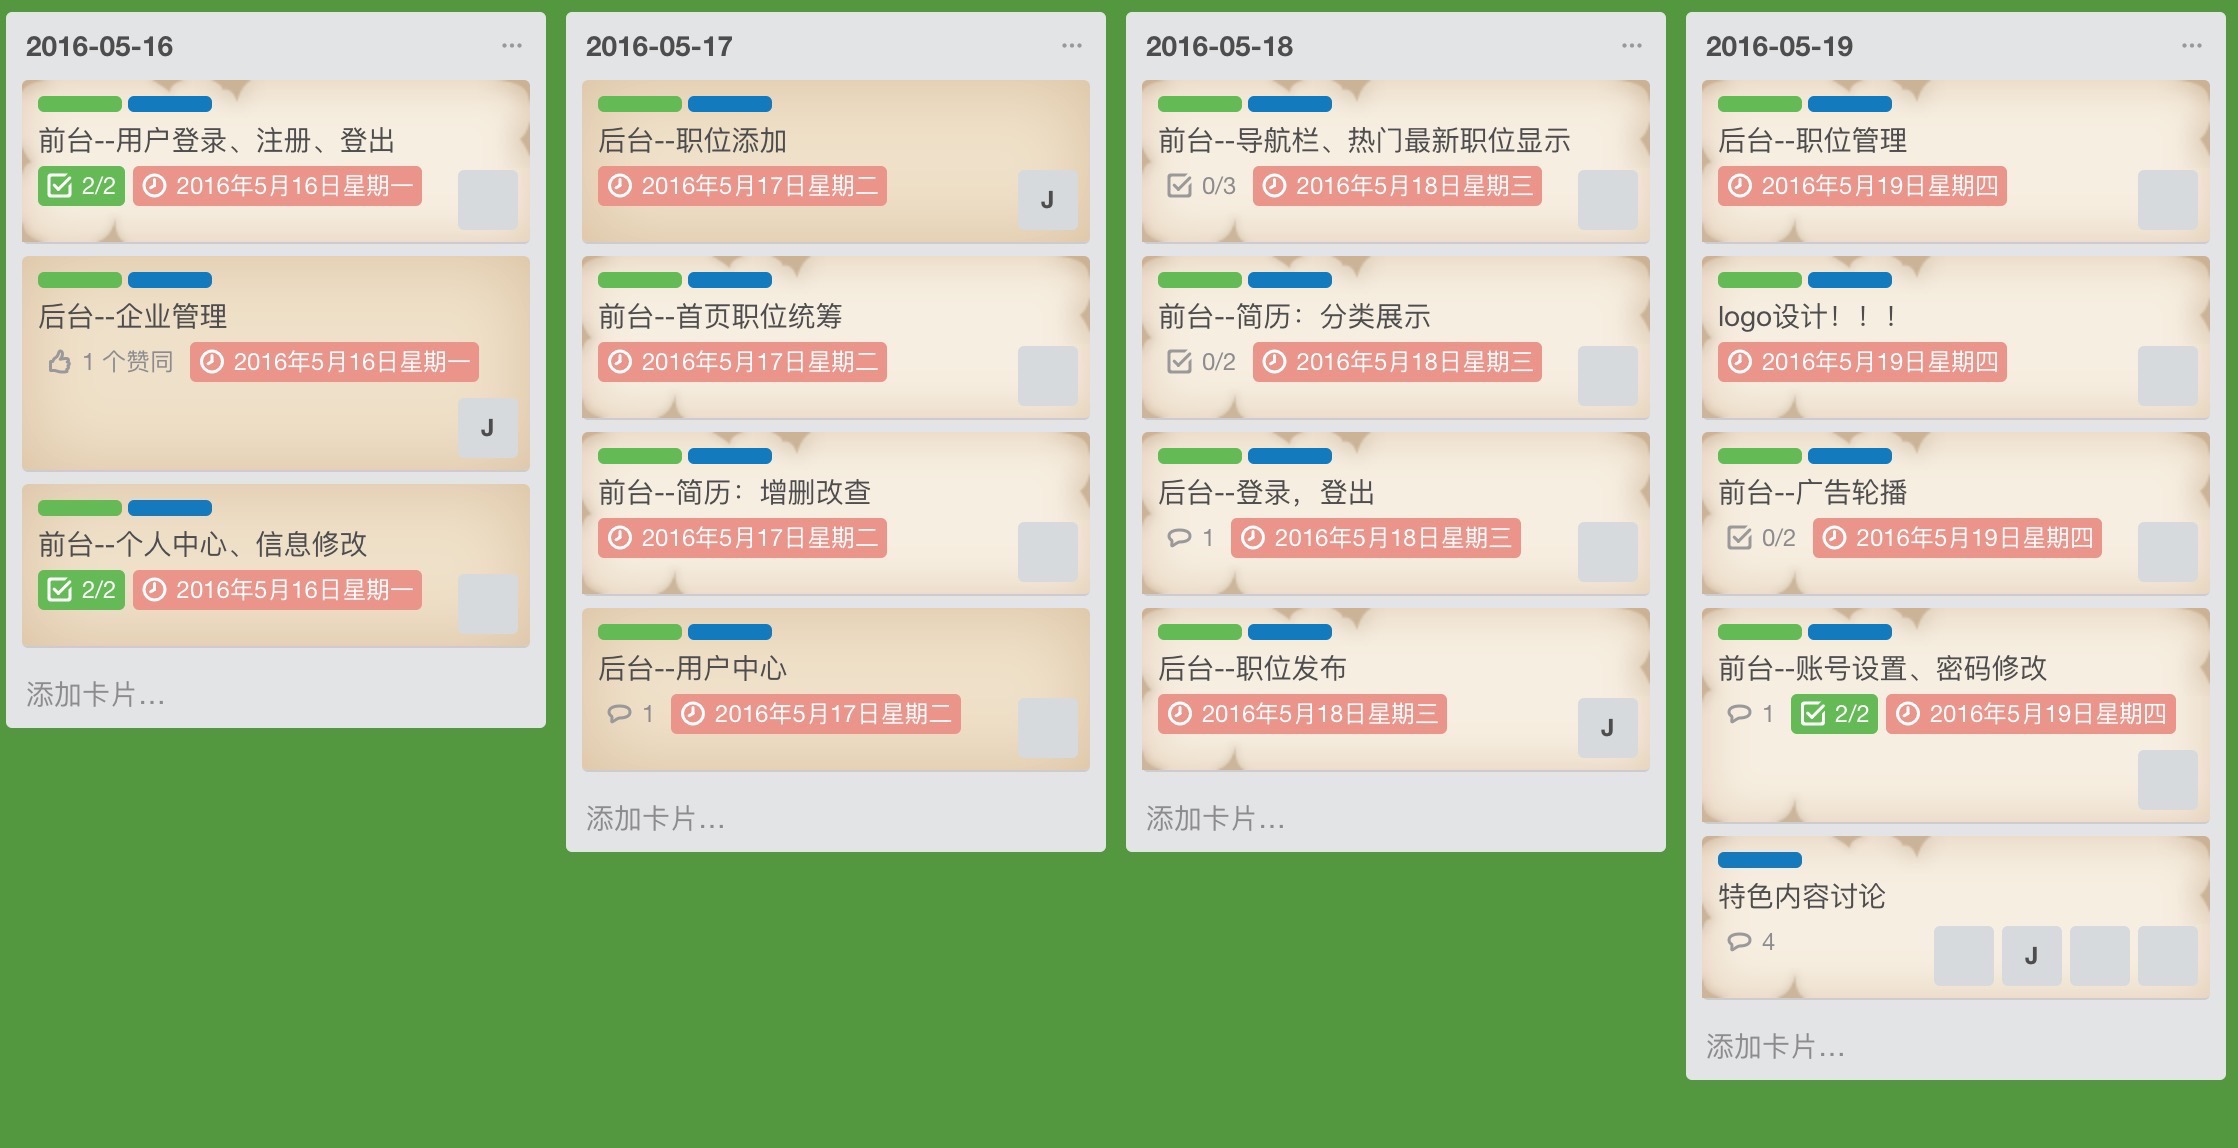 2016-05-16
前台--用户登录、注册、登出
2/2 2016年5月16日星期一
后台--企业管理
1 个赞同 2016年5月16日星期一
J
前台--个人中心、信息修改
2/2 2016年5月16日星期一
添加卡片...
2016-05-17
后台--职位添加
2016年5月17日星期二
J
前台--首页职位统筹
2016年5月17日星期二
前台--简历：增删改查
2016年5月17日星期二
后台--用户中心
1 2016年5月17日星期二
添加卡片...
2016-05-18
前台--导航栏、热门最新职位显示
0/3 2016年5月18日星期三
前台--简历：分类展示
0/2 2016年5月18日星期三
后台--登录，登出
1 2016年5月18日星期三
后台--职位发布
2016年5月18日星期三
J
添加卡片...
2016-05-19
后台--职位管理
2016年5月19日星期四
logo设计！！！
2016年5月19日星期四
前台--广告轮播
0/2 2016年5月19日星期四
前台--账号设置、密码修改
1 2/2 2016年5月19日星期四
特色内容讨论
4
J
添加卡片...